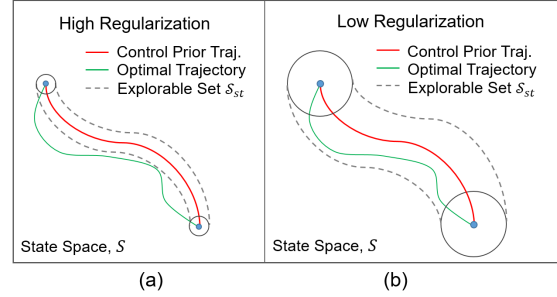 High Regularization
Control Prior Traj.
Optimal Trajectory
Explorable Set 𝒮ₛₜ
State Space, S
(a)
Low Regularization
Control Prior Traj.
Optimal Trajectory
Explorable Set 𝒮ₛₜ
State Space, S
(b)